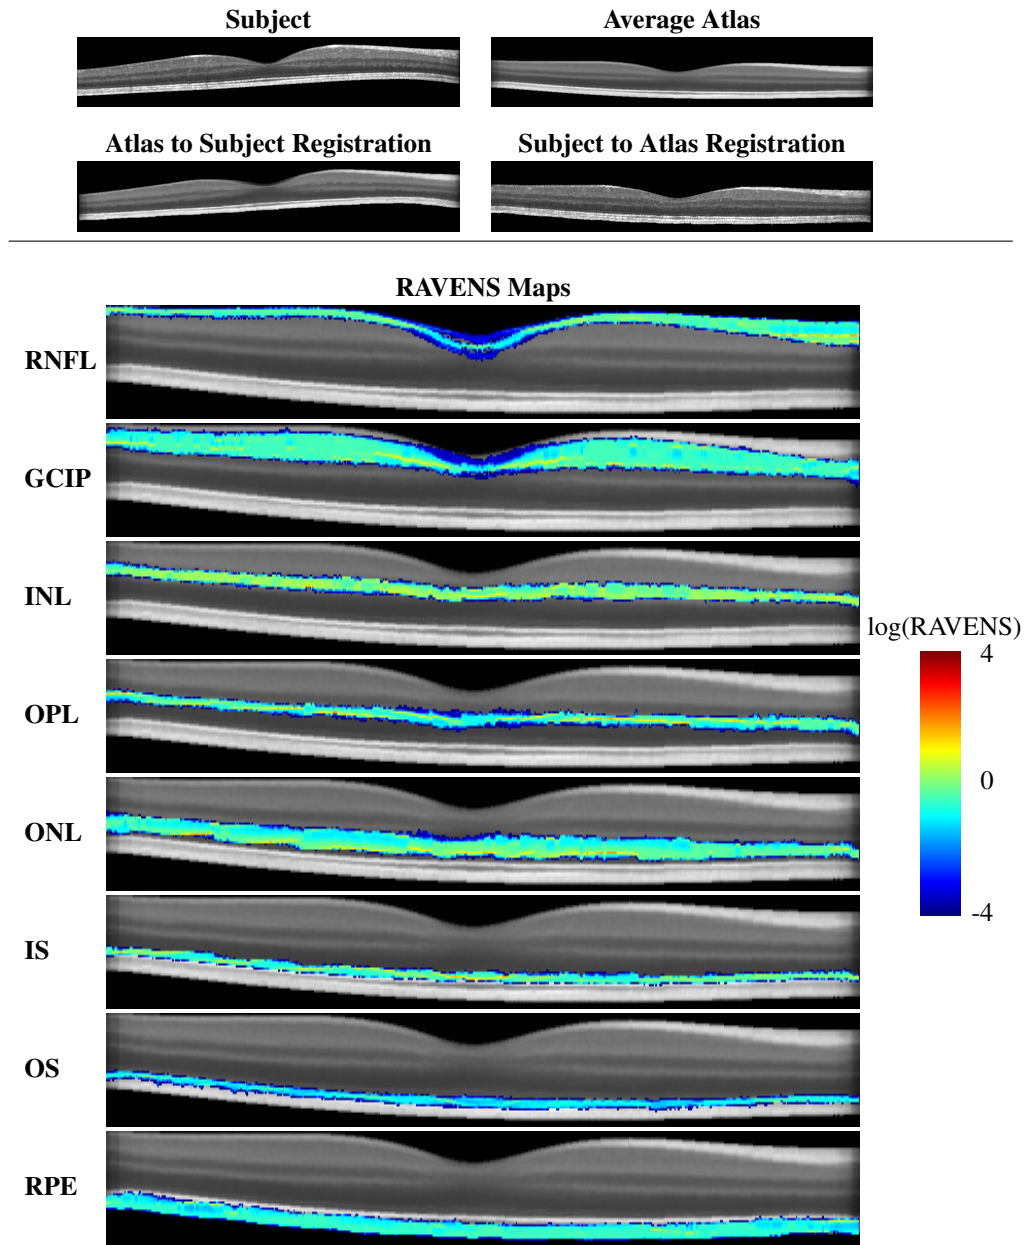 Subject
Average Atlas
Atlas to Subject Registration
Subject to Atlas Registration
RAVENS Maps
RNFL
GCIP
INL
OPL
ONL
IS
OS
RPE
log(RAVENS)
4
0
-4